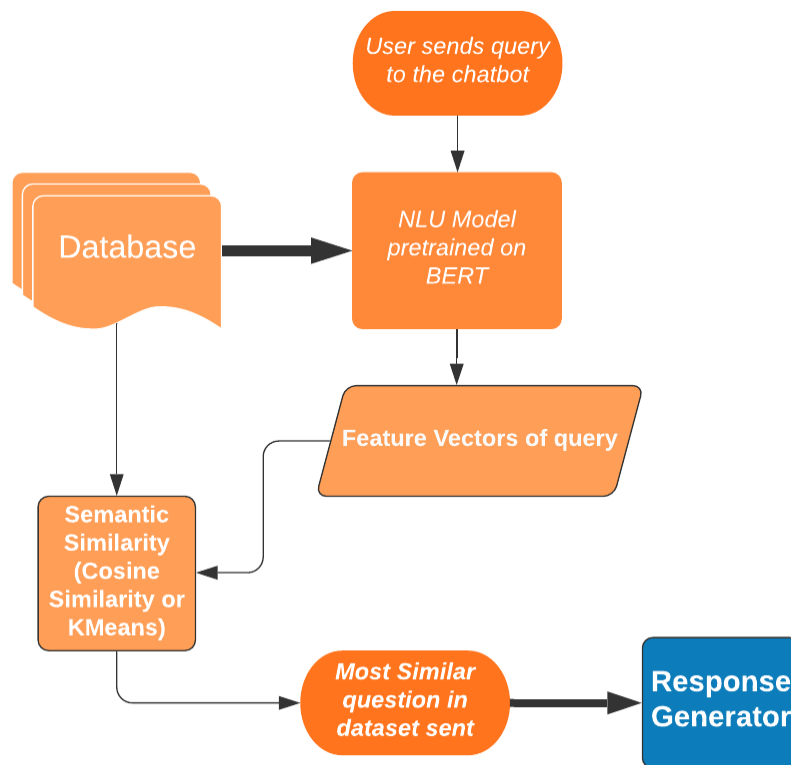 User sends query
to the chatbot
Database
NLU Model
pretrained on
BERT
Feature Vectors of query
Semantic
Similarity
(Cosine
Similarity or
KMeans)
Most Similar
question in
dataset sent
Response
Generator